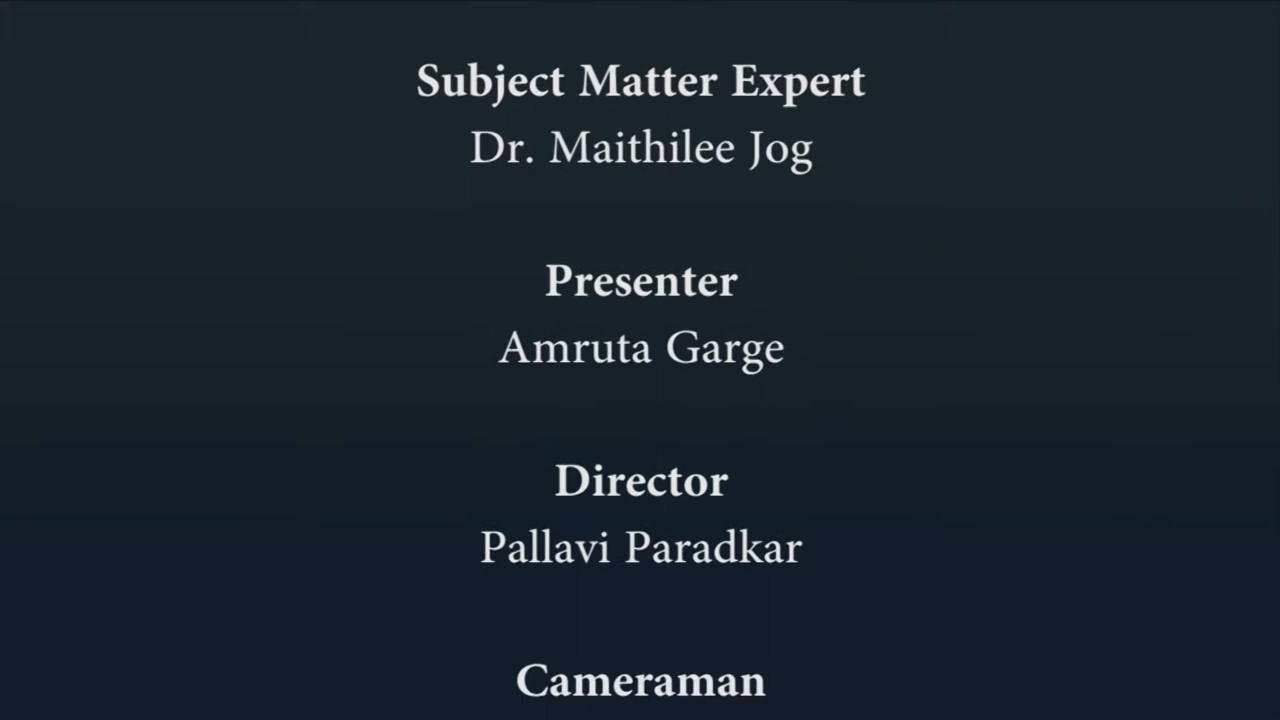 Subject Matter Expert
Dr. Maithilee Jog
Presenter
Amruta Garge
Director
Pallavi Paradkar
Cameraman